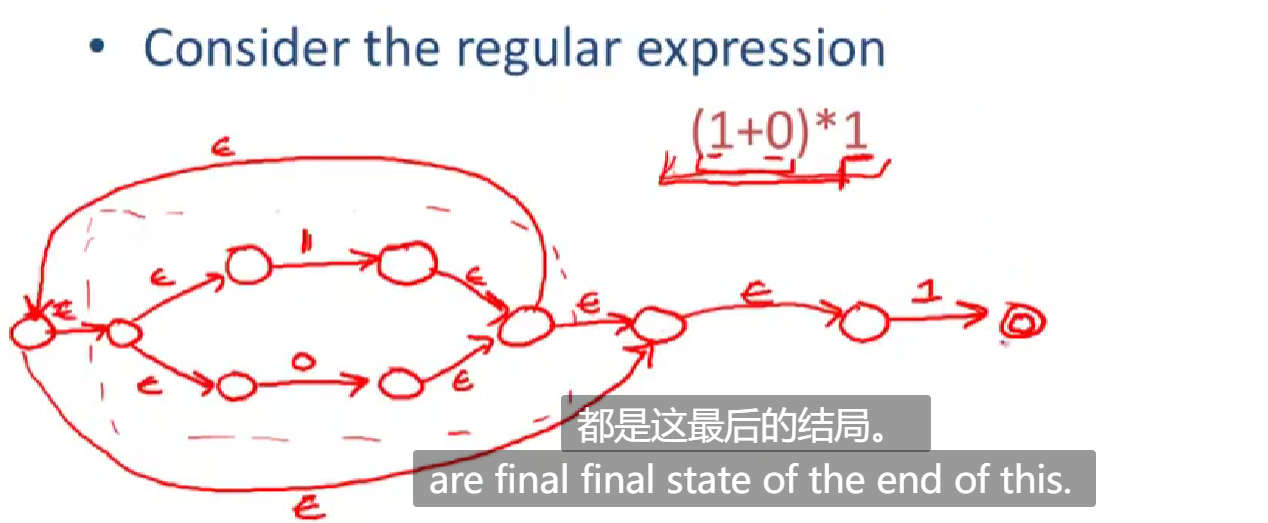 • Consider the regular expression
(1+0)*1
ϵ
ϵ 1 ϵ
ϵ ϵ ϵ 1
ϵ 0 ϵ
ϵ
都是这最后的结局。
are final final state of the end of this.